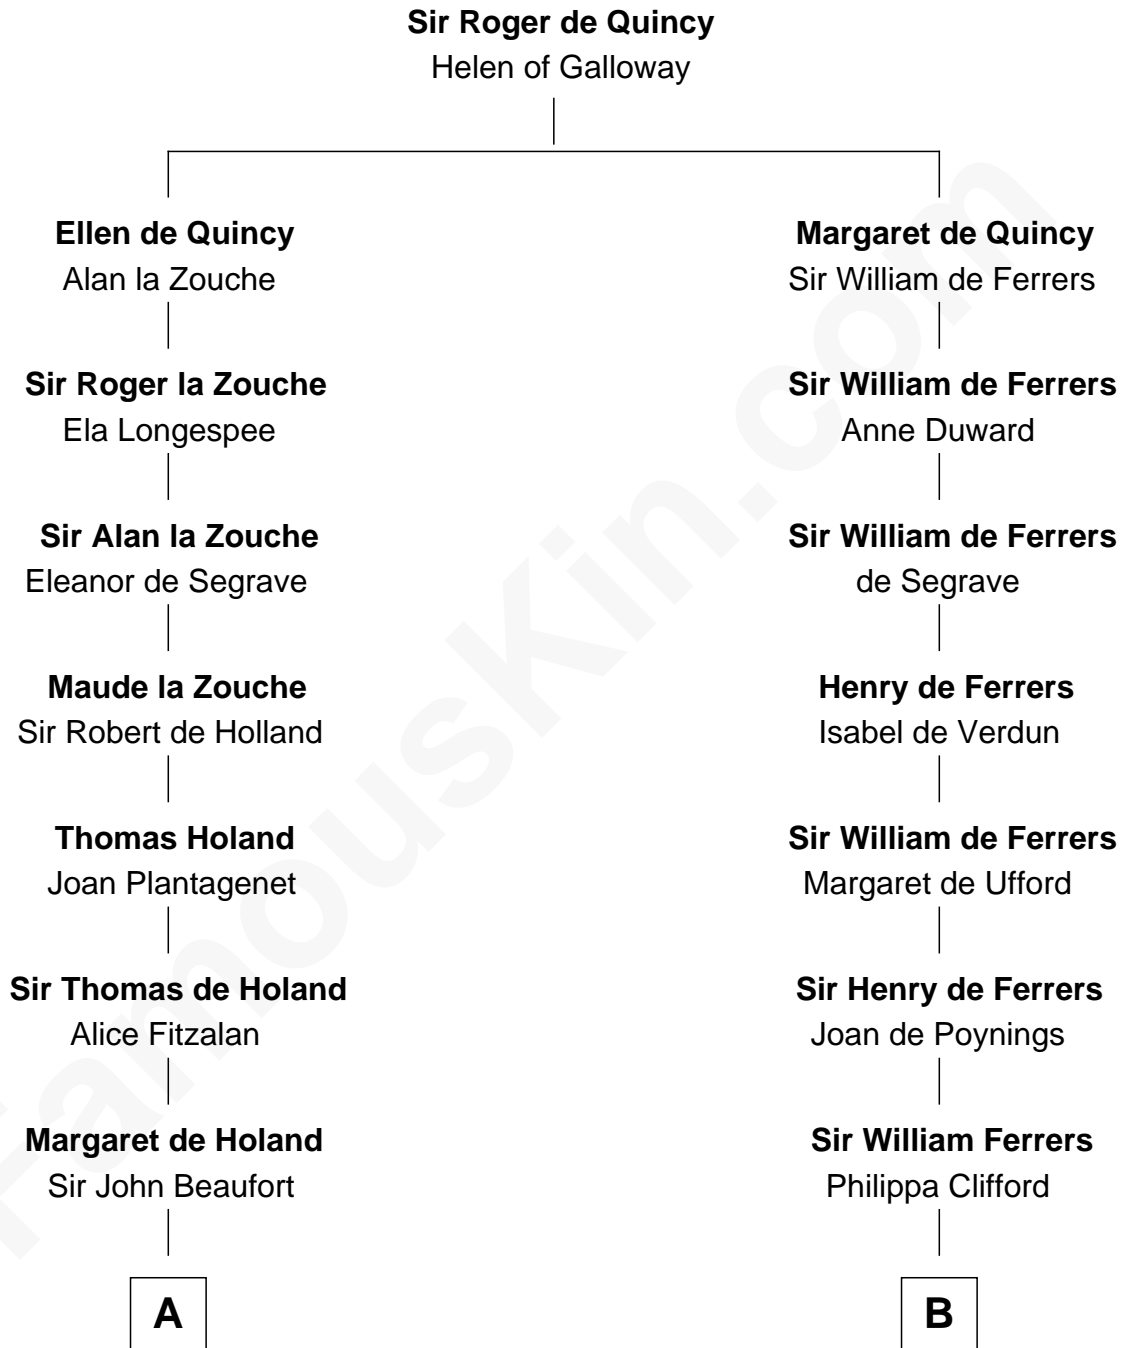 Sir Roger de Quincy
Helen of Galloway
Ellen de Quincy
Alan la Zouche
Margaret de Quincy
Sir William de Ferrers
Sir Roger la Zouche
Ela Longespee
Sir William de Ferrers
Anne Duward
Sir Alan la Zouche
Eleanor de Segrave
Sir William de Ferrers
de Segrave
Maude la Zouche
Sir Robert de Holland
Henry de Ferrers
Isabel de Verdun
Thomas Holand
Joan Plantagenet
Sir William de Ferrers
Margaret de Ufford
Sir Thomas de Holand
Alice Fitzalan
Sir Henry de Ferrers
Joan de Poynings
Margaret de Holand
Sir John Beaufort
Sir William Ferrers
Philippa Clifford
A
B
FamousKin.com